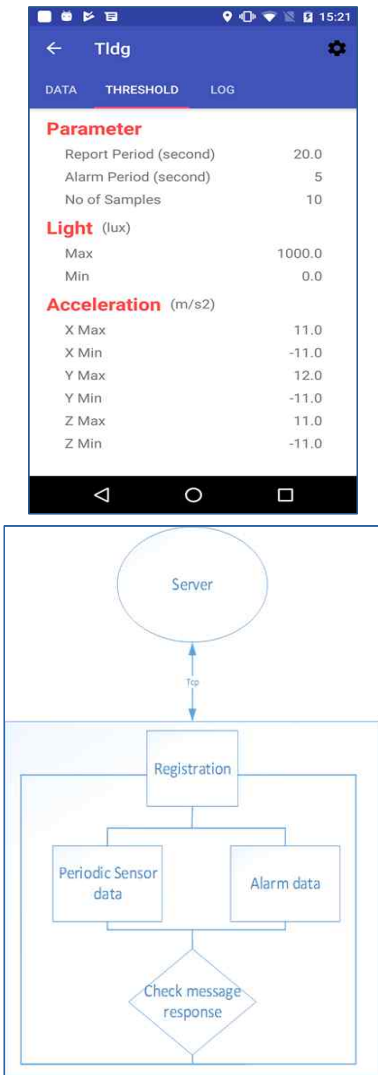 15:21
Tldg
DATA THRESHOLD LOG
Parameter
Report Period (second) 20.0
Alarm Period (second) 5
No of Samples 10
Light (lux)
Max 1000.0
Min 0.0
Acceleration (m/s2)
X Max 11.0
X Min -11.0
Y Max 12.0
Y Min -11.0
Z Max 11.0
Z Min -11.0
Server
Tcp
Registration
Periodic Sensor
data
Alarm data
Check message
response